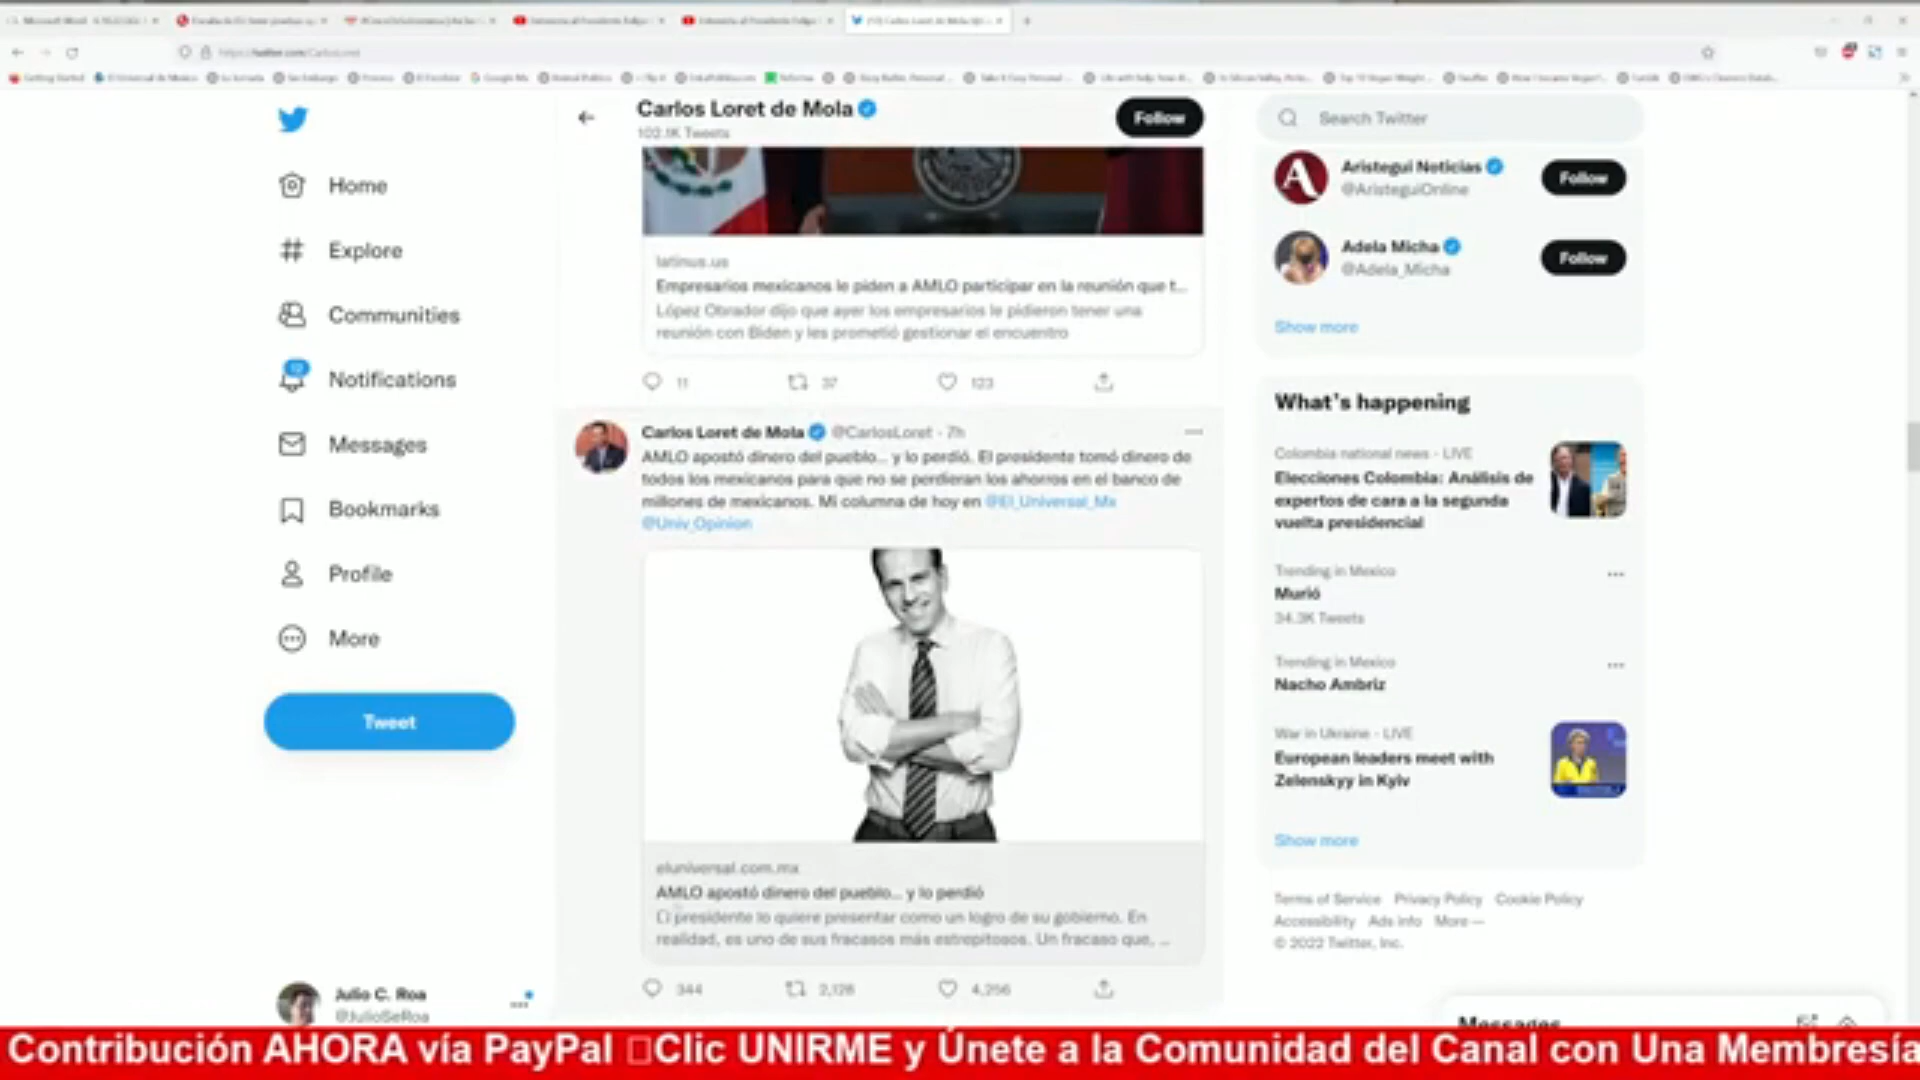 Carlos Loret de Mola
102.1K Tweets
Follow
Search Twitter
Home
Explore
Communities
Notifications
12
Messages
Bookmarks
Profile
More
Tweet
Julio C. Roa
@JulioSeRoa
latinus.us
Empresarios mexicanos le piden a AMLO participar en la reunión que t...
López Obrador dijo que ayer los empresarios le pidieron tener una
reunión con Biden y les prometió gestionar el encuentro
11 37 123
Carlos Loret de Mola @CarlosLoret · 7h
AMLO apostó dinero del pueblo... y lo perdió. El presidente tomó dinero de
todos los mexicanos para que no se perdieran los ahorros en el banco de
millones de mexicanos. Mi columna de hoy en @El_Universal_Mx
@Univ_Opinion
eluniversal.com.mx
AMLO apostó dinero del pueblo... y lo perdió
El presidente lo quiere presentar como un logro de su gobierno. En
realidad, es uno de sus fracasos más estrepitosos. Un fracaso que, ...
344 2,128 4,256
Aristegui Noticias
@AristeguiOnline
Follow
Adela Micha
@Adela_Micha
Follow
Show more
What's happening
Colombia national news · LIVE
Elecciones Colombia: Análisis de
expertos de cara a la segunda
vuelta presidencial
Trending in Mexico
Murió
34.3K Tweets
Trending in Mexico
Nacho Ambriz
War in Ukraine · LIVE
European leaders meet with
Zelenskyy in Kyiv
Show more
Terms of Service Privacy Policy Cookie Policy
Accessibility Ads info More ···
© 2022 Twitter, Inc.
Messages
Contribución AHORA vía PayPal Clic UNIRME y Únete a la Comunidad del Canal con Una Membresía